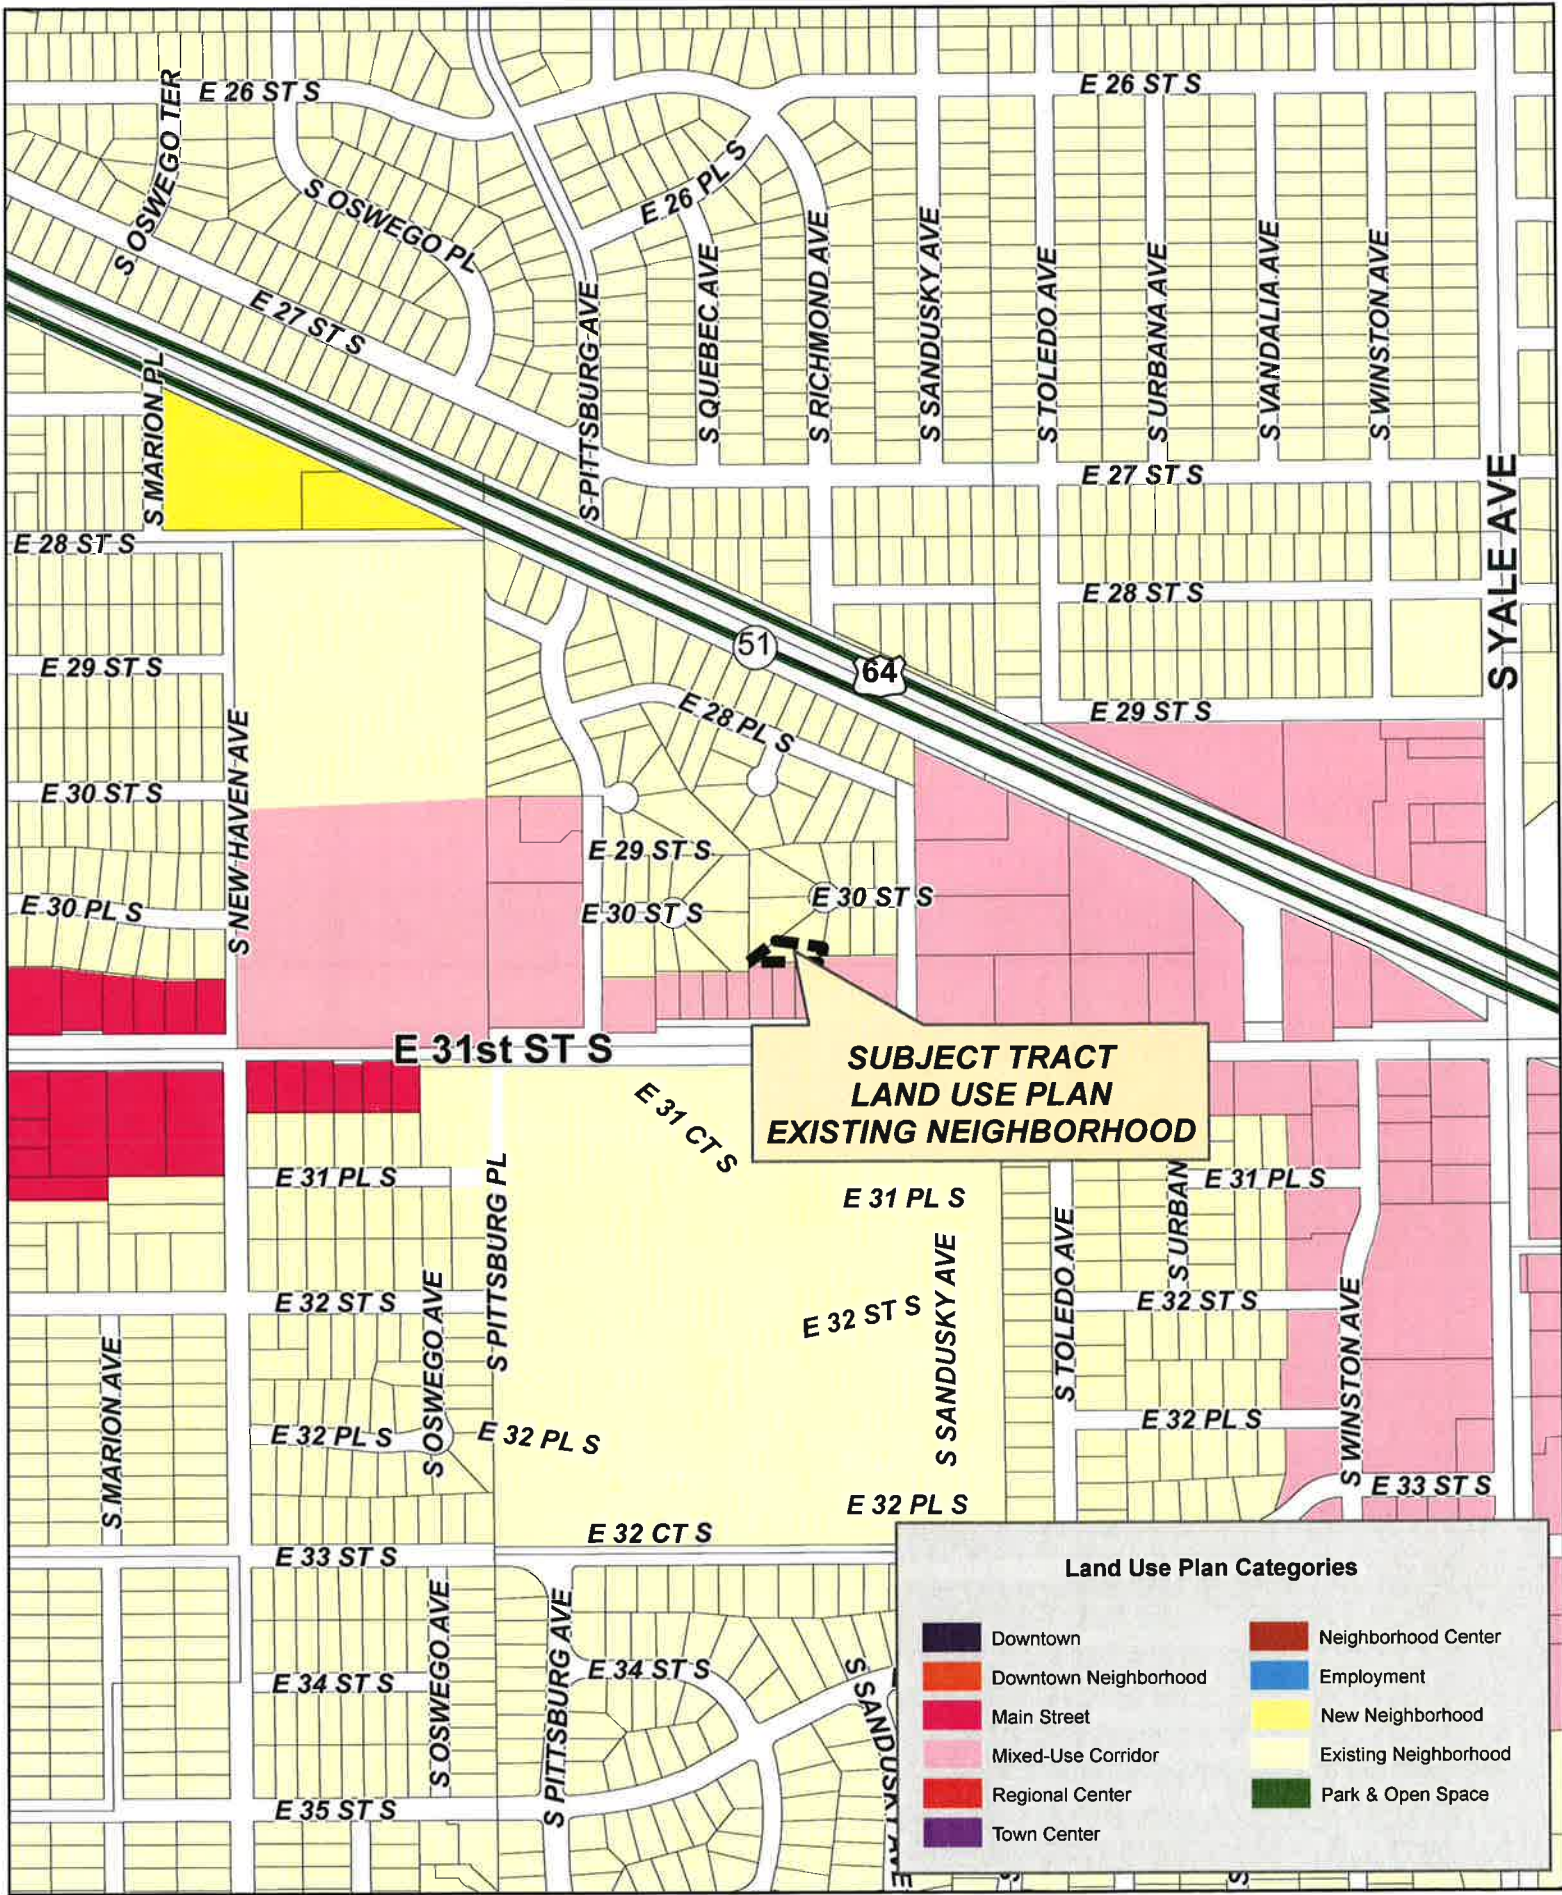 E 26 ST S
E 26 ST S
S OSWEGO TER
S OSWEGO PL
E 26 PL S
E 27 ST S
S PITTSBURG AVE
S QUEBEC AVE
S RICHMOND AVE
S SANDUSKY AVE
S TOLEDO AVE
S URBANA AVE
S VANDALIA AVE
S WINSTON AVE
S MARION PL
E 27 ST S
S YALE AVE
E 28 ST S
E 28 ST S
51
64
E 29 ST S
E 28 PL S
E 29 ST S
S NEW HAVEN AVE
E 30 ST S
E 29 ST S
E 30 PL S
E 30 ST S
E 30 ST S
E 31st ST S
SUBJECT TRACT
LAND USE PLAN
EXISTING NEIGHBORHOOD
E 31 CT S
E 31 PL S
S PITTSBURG PL
E 31 PL S
S URBAN
E 31 PL S
S TOLEDO AVE
S SANDUSKY AVE
E 32 ST S
S OSWEGO AVE
E 32 ST S
E 32 ST S
S WINSTON AVE
S MARION AVE
E 32 PL S
E 32 PL S
E 32 PL S
E 33 ST S
E 32 PL S
E 32 CT S
E 33 ST S
S OSWEGO AVE
S PITTSBURG AVE
E 34 ST S
E 34 ST S
S SANDUSKY AVE
E 35 ST S
Land Use Plan Categories
Downtown
Downtown Neighborhood
Main Street
Mixed-Use Corridor
Regional Center
Town Center
Neighborhood Center
Employment
New Neighborhood
Existing Neighborhood
Park & Open Space
S
S